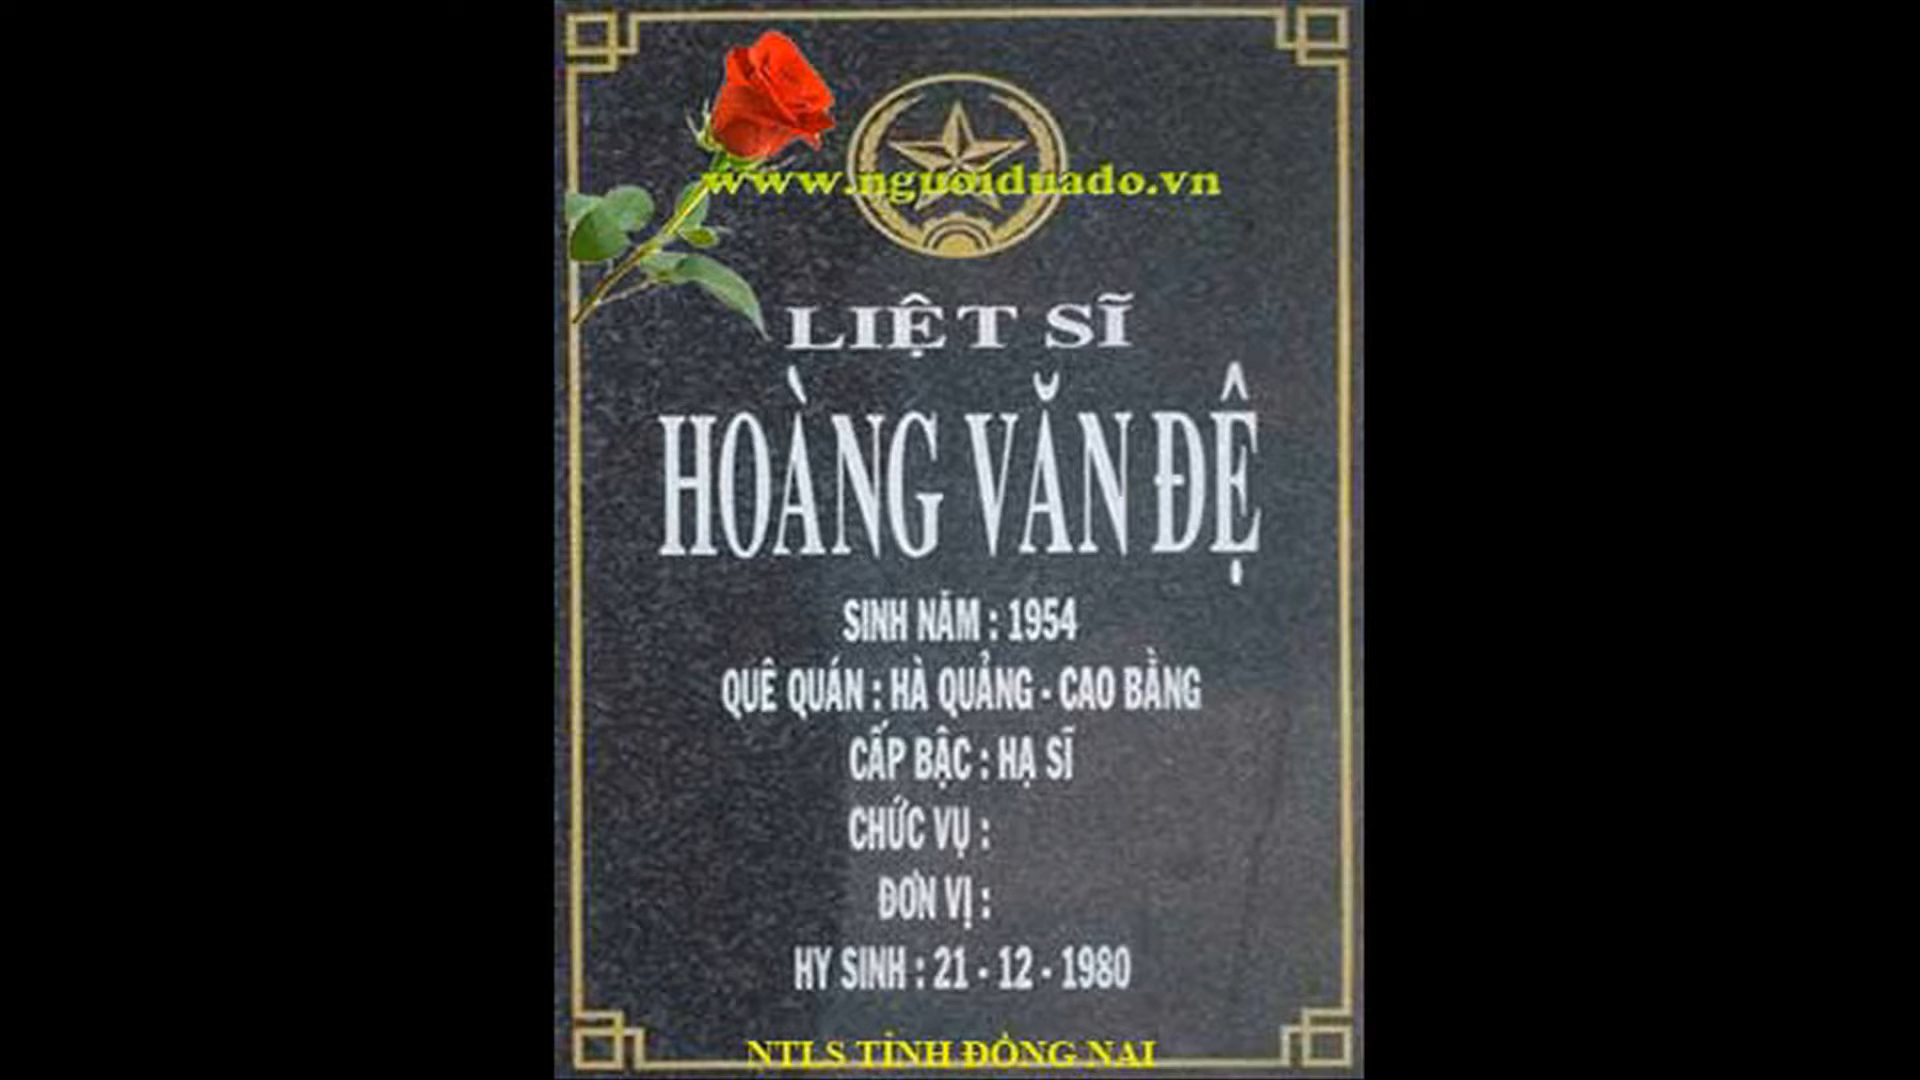 www.nguoiduado.vn
LIỆT SĨ
HOÀNG VĂN ĐỆ
SINH NĂM : 1954
QUÊ QUÁN : HÀ QUẢNG - CAO BẰNG
CẤP BẬC : HẠ SĨ
CHỨC VỤ :
ĐƠN VỊ :
HY SINH : 21 - 12 - 1980
NTLS TỈNH ĐỒNG NAI